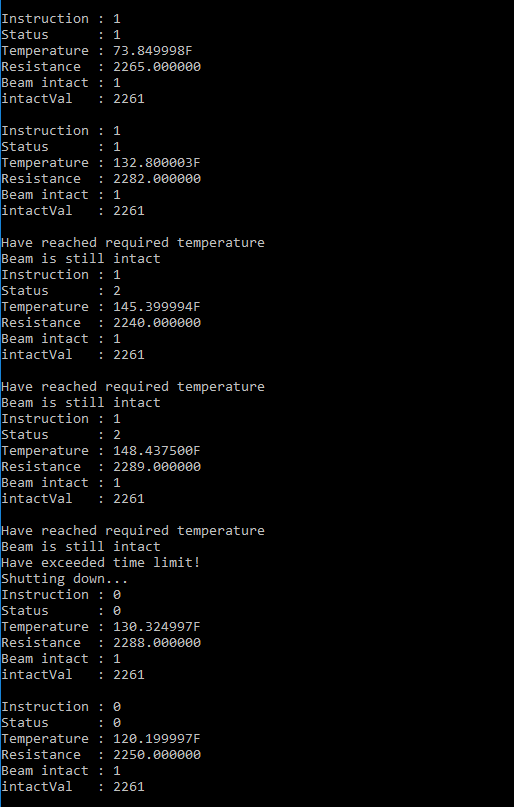 Instruction : 1
Status      : 1
Temperature : 73.849998F
Resistance  : 2265.000000
Beam intact : 1
intactVal   : 2261

Instruction : 1
Status      : 1
Temperature : 132.800003F
Resistance  : 2282.000000
Beam intact : 1
intactVal   : 2261

Have reached required temperature
Beam is still intact
Instruction : 1
Status      : 2
Temperature : 145.399994F
Resistance  : 2240.000000
Beam intact : 1
intactVal   : 2261

Have reached required temperature
Beam is still intact
Instruction : 1
Status      : 2
Temperature : 148.437500F
Resistance  : 2289.000000
Beam intact : 1
intactVal   : 2261

Have reached required temperature
Beam is still intact
Have exceeded time limit!
Shutting down...
Instruction : 0
Status      : 0
Temperature : 130.324997F
Resistance  : 2288.000000
Beam intact : 1
intactVal   : 2261

Instruction : 0
Status      : 0
Temperature : 120.199997F
Resistance  : 2250.000000
Beam intact : 1
intactVal   : 2261